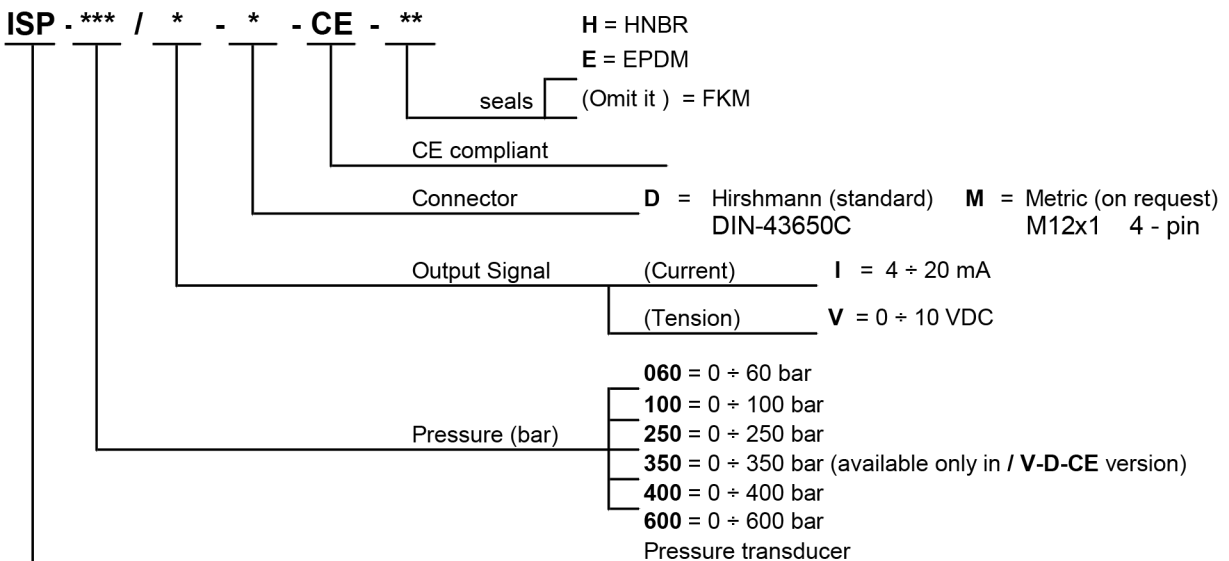 ISP - *** / * - * - CE - **
H = HNBR
E = EPDM
seals (Omit it ) = FKM
CE compliant
Connector D = Hirshmann (standard) M = Metric (on request)
DIN-43650C M12x1 4 - pin
Output Signal (Current) I = 4 ÷ 20 mA
(Tension) V = 0 ÷ 10 VDC
060 = 0 ÷ 60 bar
100 = 0 ÷ 100 bar
Pressure (bar) 250 = 0 ÷ 250 bar
350 = 0 ÷ 350 bar (available only in / V-D-CE version)
400 = 0 ÷ 400 bar
600 = 0 ÷ 600 bar
Pressure transducer